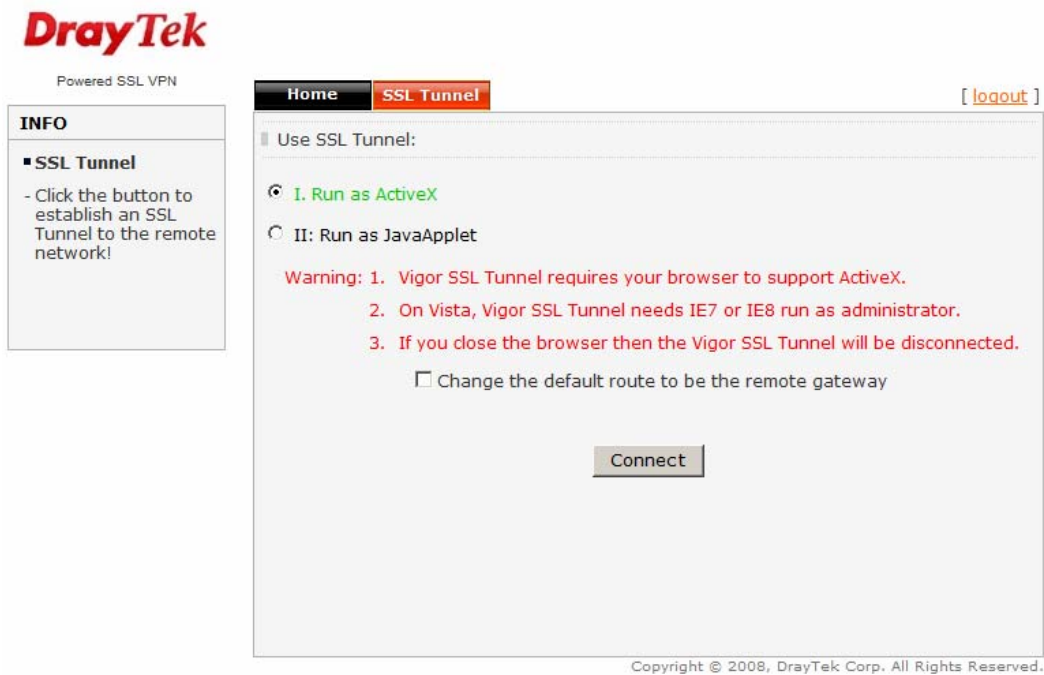 DrayTek
Powered SSL VPN
Home
SSL Tunnel
[ logout ]
INFO
SSL Tunnel
- Click the button to
establish an SSL
Tunnel to the remote
network!
Use SSL Tunnel:
I. Run as ActiveX
II: Run as JavaApplet
Warning: 1. Vigor SSL Tunnel requires your browser to support ActiveX.
2. On Vista, Vigor SSL Tunnel needs IE7 or IE8 run as administrator.
3. If you close the browser then the Vigor SSL Tunnel will be disconnected.
Change the default route to be the remote gateway
Connect
Copyright © 2008, DrayTek Corp. All Rights Reserved.